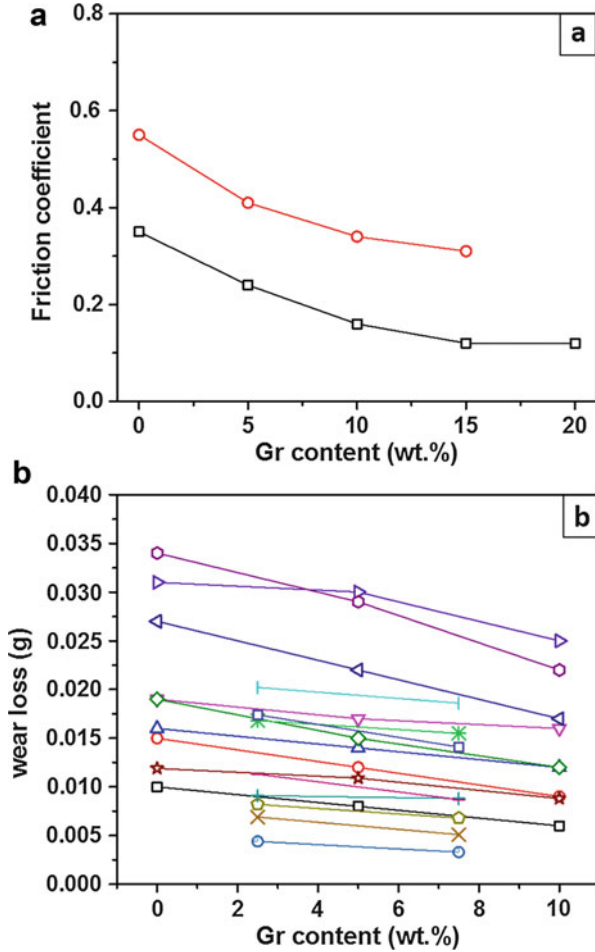 a
a
0.8
0.6
0.4
0.2
0.0
Friction coefficient
0 5 10 15 20
Gr content (wt.%)
b
b
0.040
0.035
0.030
0.025
0.020
0.015
0.010
0.005
0.000
wear loss (g)
0 2 4 6 8 10
Gr content (wt.%)